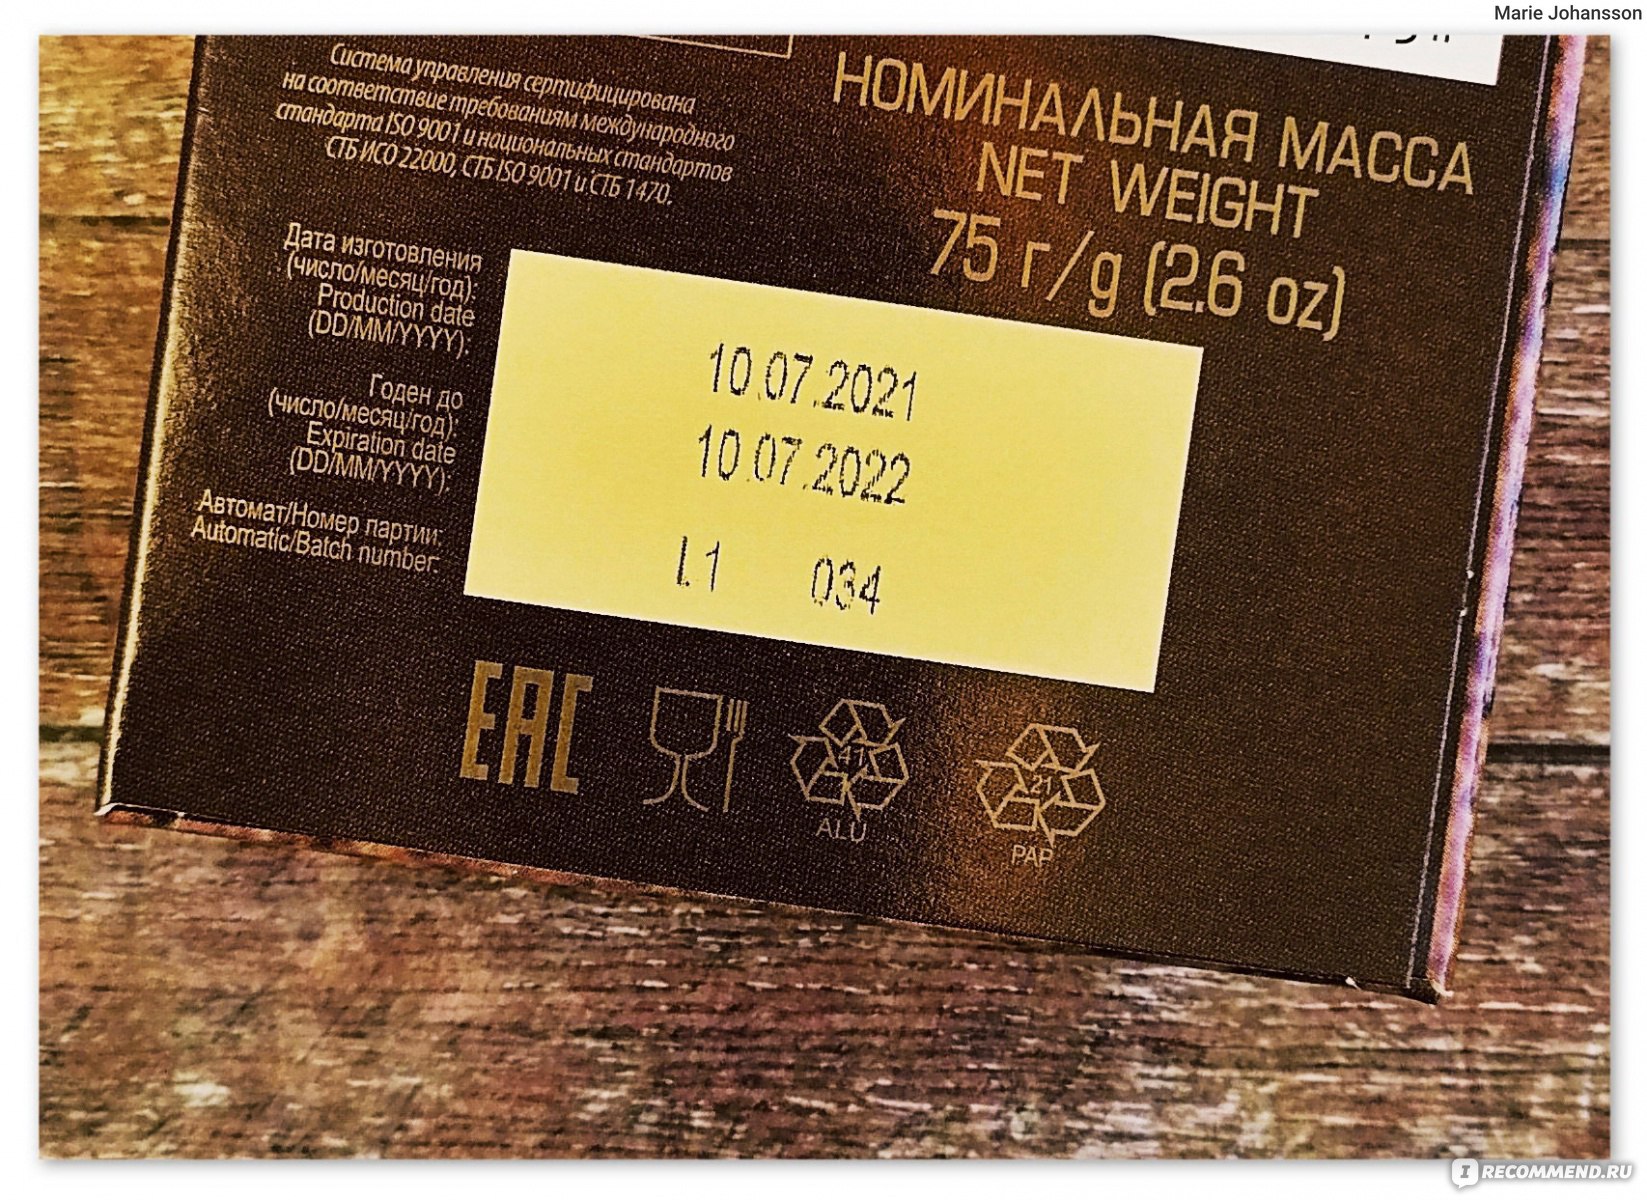 Marie Johansson
Система управления сертифицирована
на соответствие требованиям международного
стандарта ISO 9001 и национальных стандартов
СТБ ИСО 22000, СТБ ISO 9001 и СТБ 1470.
НОМИНАЛЬНАЯ МАССА
NET WEIGHT
75 г/g (2.6 oz)
Дата изготовления
(число/месяц/год):
Production date
(DD/MM/YYYY):
10.07.2021
Годен до
(число/месяц/год):
Expiration date
(DD/MM/YYYY):
10.07.2022
Автомат/Номер партии:
Automatic/Batch number:
L1 034
EAC
41
ALU
21
PAP
I RECOMMEND.RU